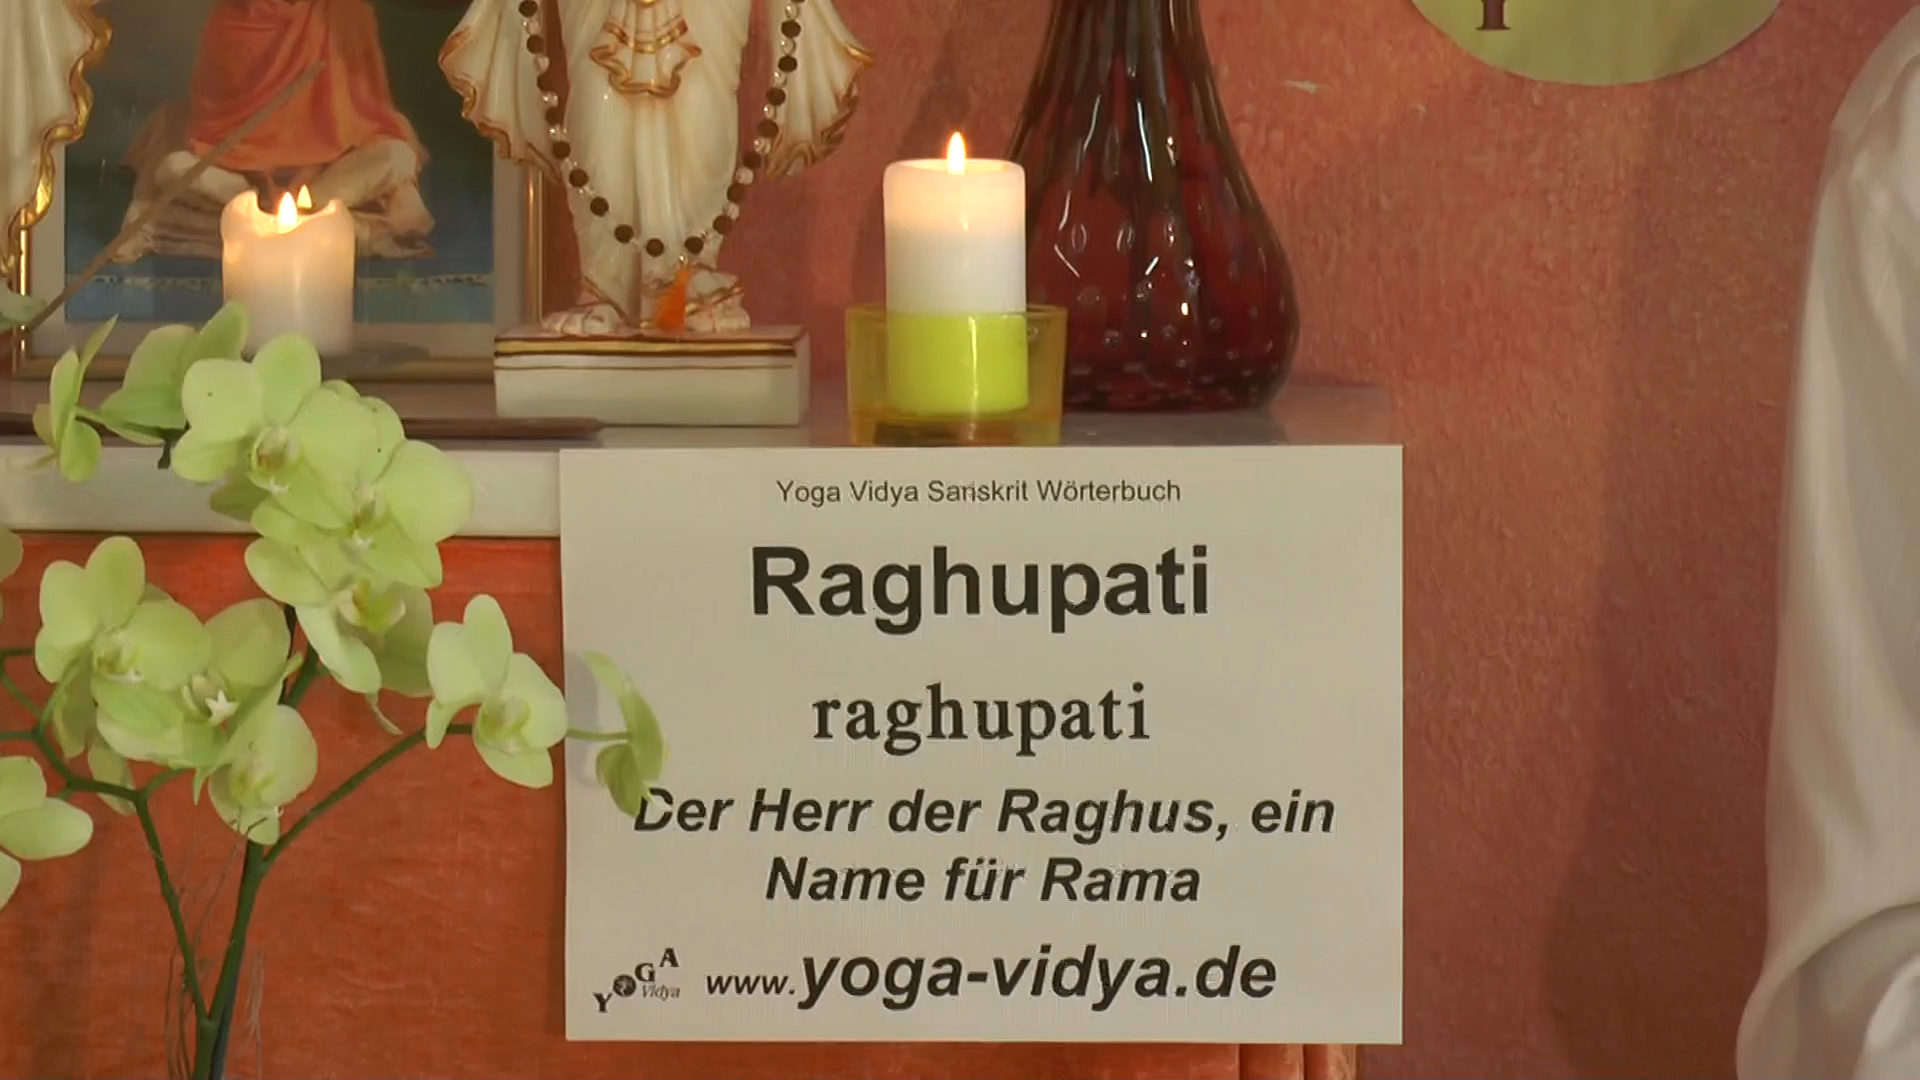 Y
Yoga Vidya Sanskrit Wörterbuch
Raghupati
raghupati
Der Herr der Raghus, ein
Name für Rama
YOGA Vidya www.yoga-vidya.de